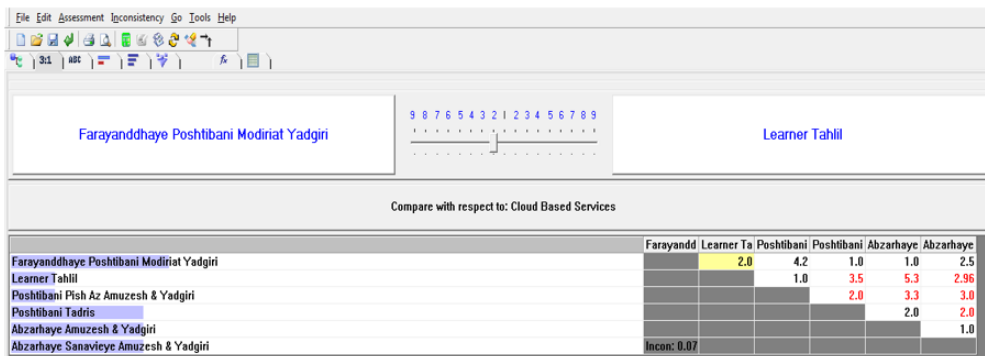 File Edit Assessment Inconsistency Go Tools Help
3:1 ABC fx
Farayanddhaye Poshtibani Modiriat Yadgiri
9 8 7 6 5 4 3 2 1 2 3 4 5 6 7 8 9
Learner Tahlil
Compare with respect to: Cloud Based Services
Farayandd Learner Ta Poshtibani Poshtibani Abzarhaye Abzarhaye
Farayanddhaye Poshtibani Modiriat Yadgiri 2.0 4.2 1.0 1.0 2.5
Learner Tahlil 1.0 3.5 5.3 2.96
Poshtibani Pish Az Amuzesh & Yadgiri 2.0 3.3 3.0
Poshtibani Tadris 2.0 2.0
Abzarhaye Amuzesh & Yadgiri 1.0
Abzarhaye Sanavieye Amuzesh & Yadgiri Incon: 0.07